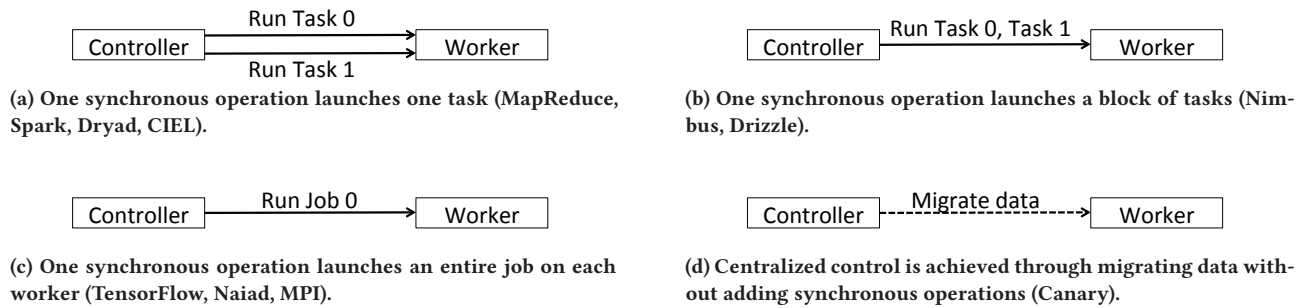 Run Task 0
Controller
Worker
Run Task 1
(a) One synchronous operation launches one task (MapReduce,
Spark, Dryad, CIEL).
Run Task 0, Task 1
Controller
Worker
(b) One synchronous operation launches a block of tasks (Nim-
bus, Drizzle).
Run Job 0
Controller
Worker
(c) One synchronous operation launches an entire job on each
worker (TensorFlow, Naiad, MPI).
Migrate data
Controller
Worker
(d) Centralized control is achieved through migrating data with-
out adding synchronous operations (Canary).